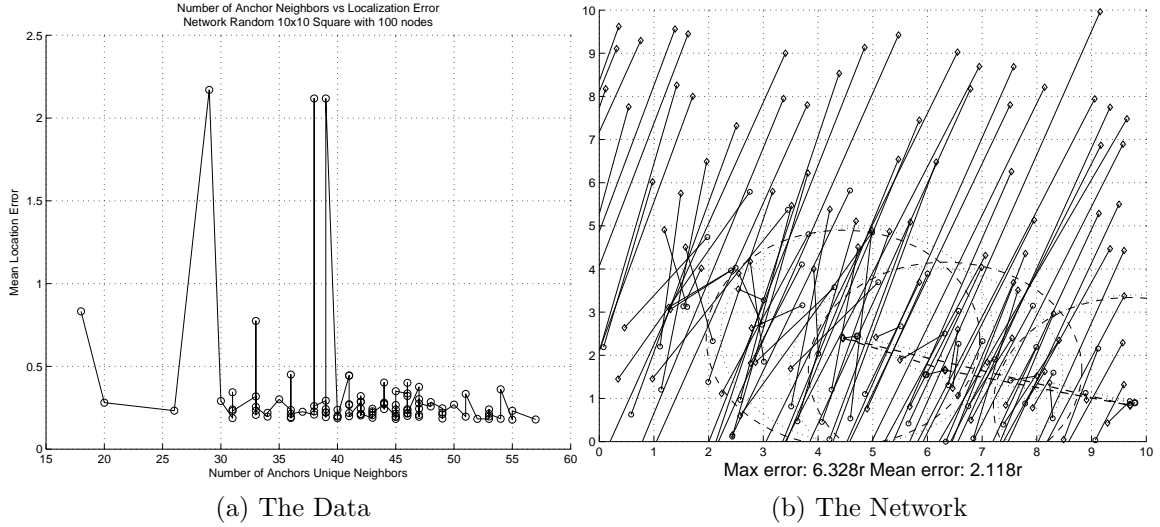 Number of Anchor Neighbors vs Localization Error
Network Random 10x10 Square with 100 nodes
2.5
2
1.5
1
0.5
0
Mean Location Error
15 20 25 30 35 40 45 50 55 60
Number of Anchors Unique Neighbors
(a) The Data
10
9
8
7
6
5
4
3
2
1
0
0 1 2 3 4 5 6 7 8 9 10
Max error: 6.328r Mean error: 2.118r
(b) The Network